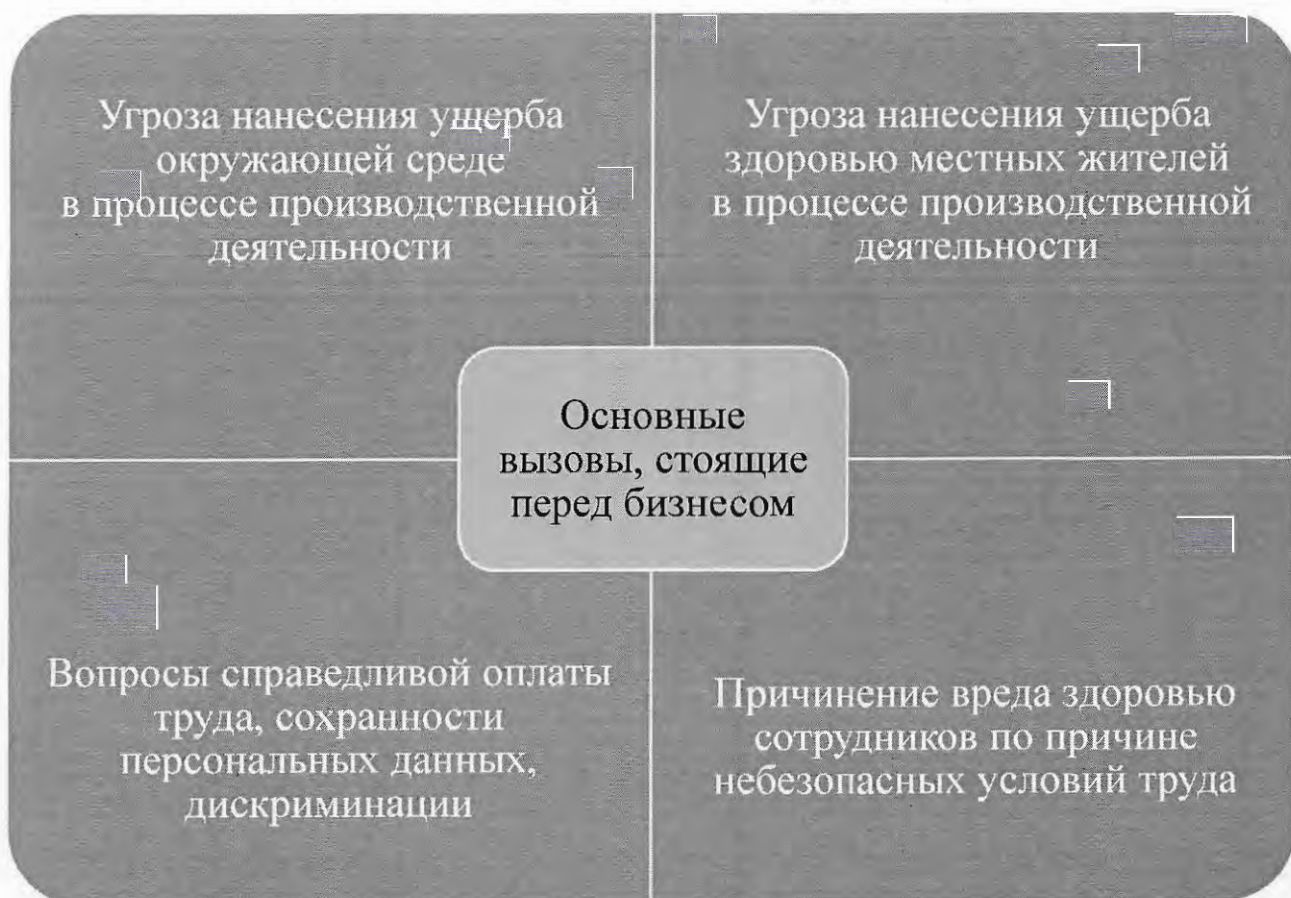 Угроза нанесения ущерба
окружающей среде
в процессе производственной
деятельности
Угроза нанесения ущерба
здоровью местных жителей
в процессе производственной
деятельности
Основные
вызовы, стоящие
перед бизнесом
Вопросы справедливой оплаты
труда, сохранности
персональных данных,
дискриминации
Причинение вреда здоровью
сотрудников по причине
небезопасных условий труда